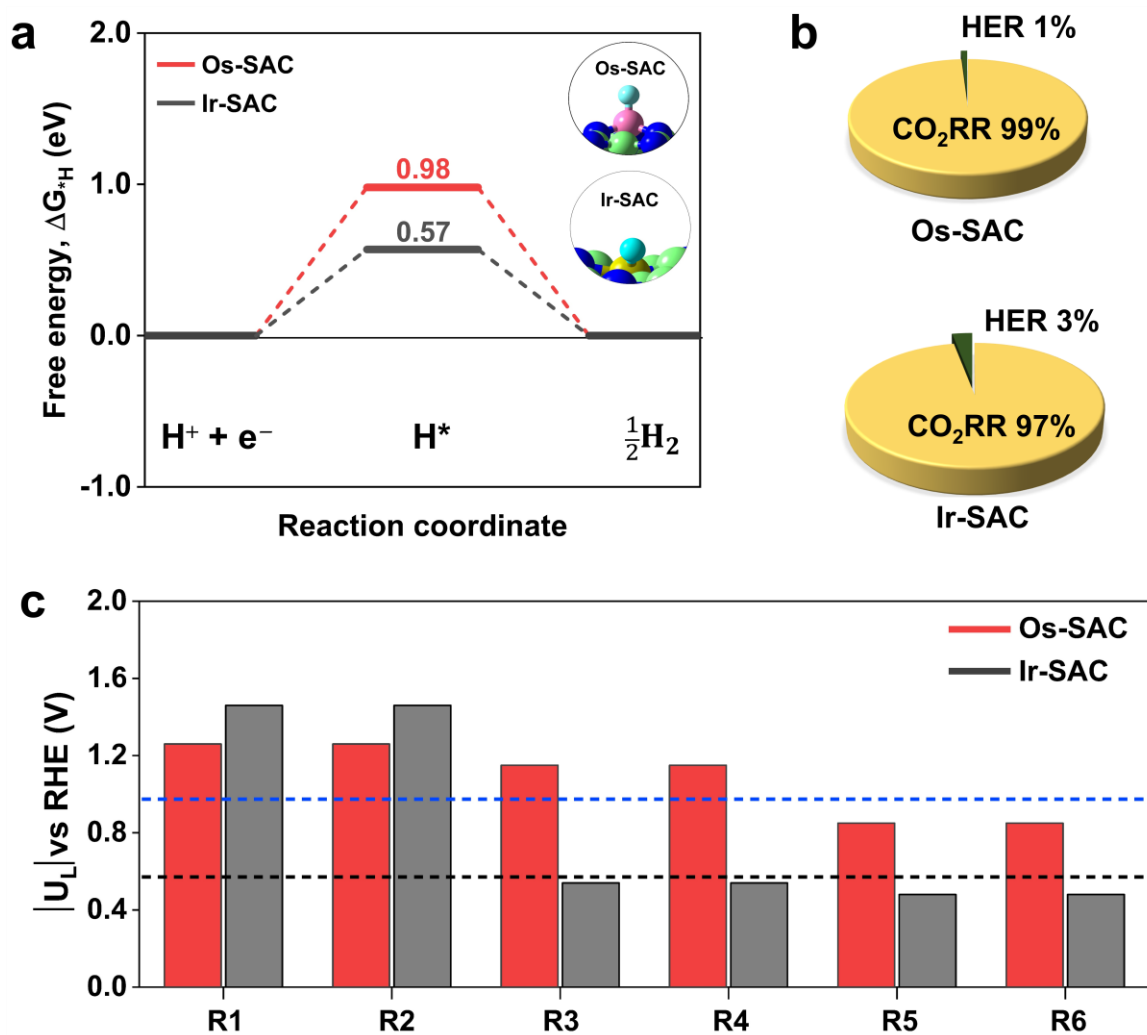 a
2.0
1.0
0.0
-1.0
Free energy, ΔG*H (eV)
Os-SAC
Ir-SAC
Os-SAC
Ir-SAC
0.98
0.57
H⁺ + e⁻
H*
½H₂
Reaction coordinate
b
HER 1%
CO₂RR 99%
Os-SAC
HER 3%
CO₂RR 97%
Ir-SAC
c
2.0
1.6
1.2
0.8
0.4
0.0
|U_L| vs RHE (V)
Os-SAC
Ir-SAC
R1 R2 R3 R4 R5 R6